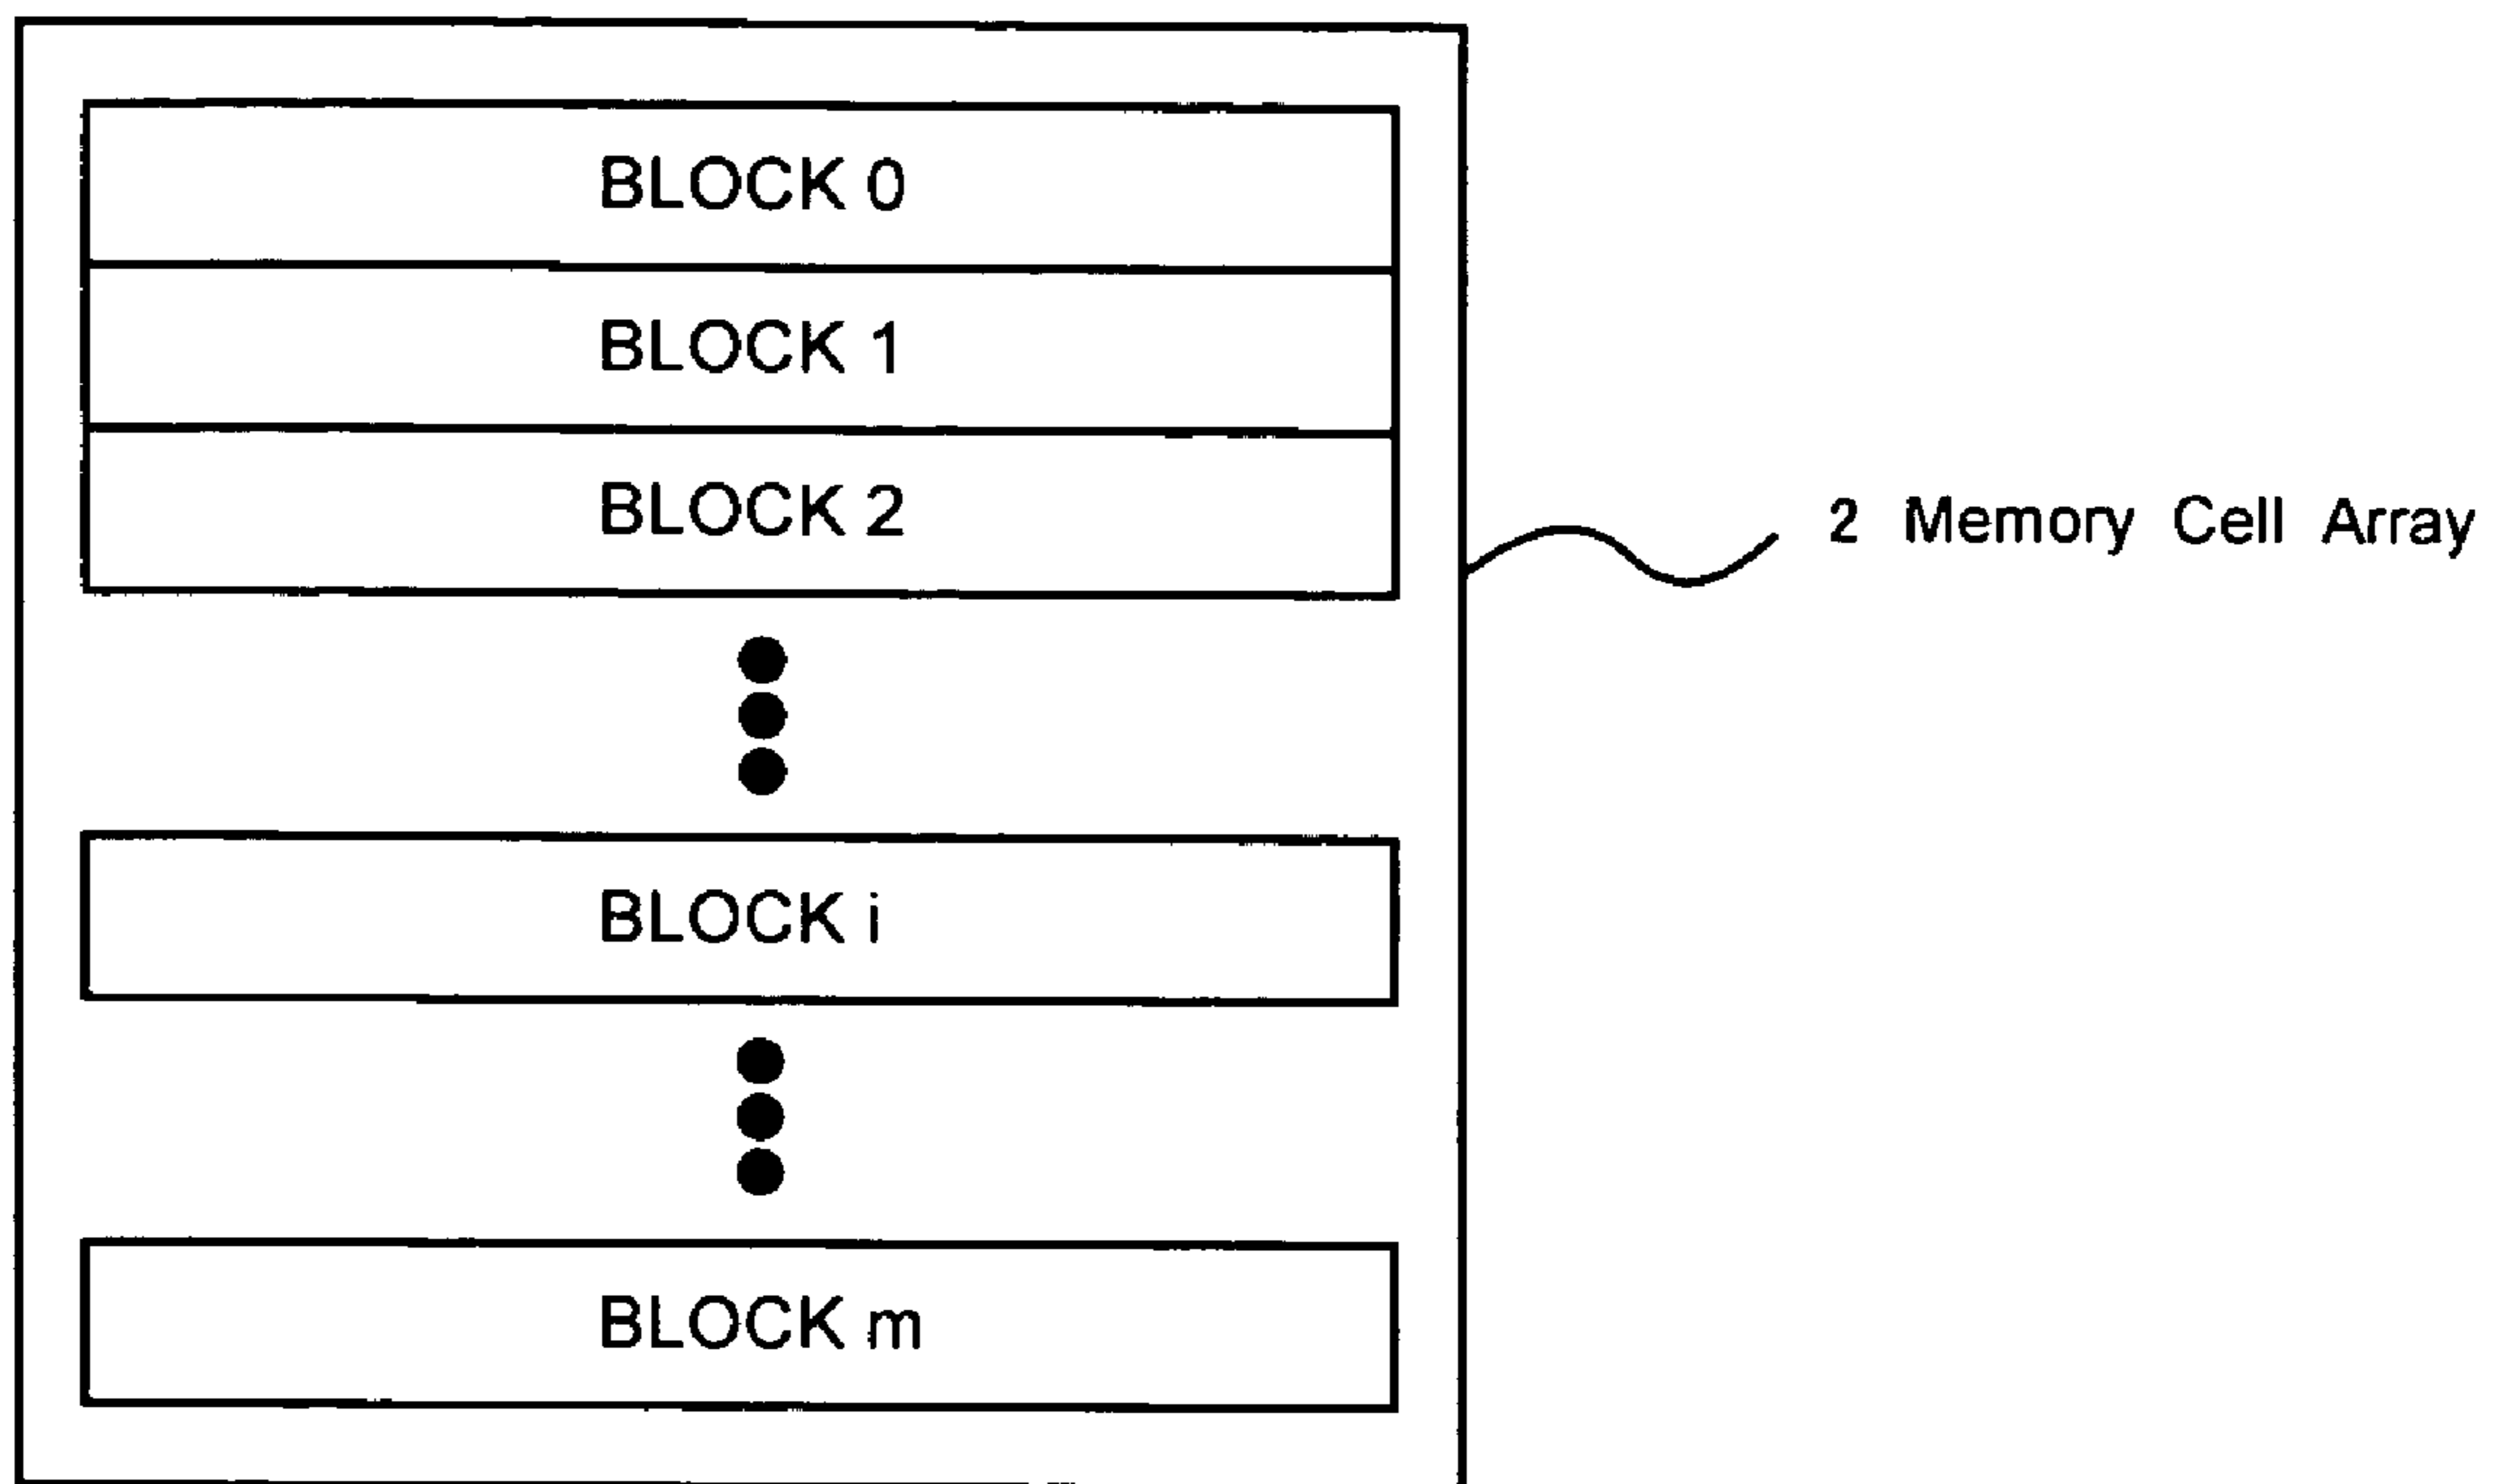 BLOCK 0
BLOCK 1
BLOCK 2
2 Memory Cell Array
BLOCK i
BLOCK m